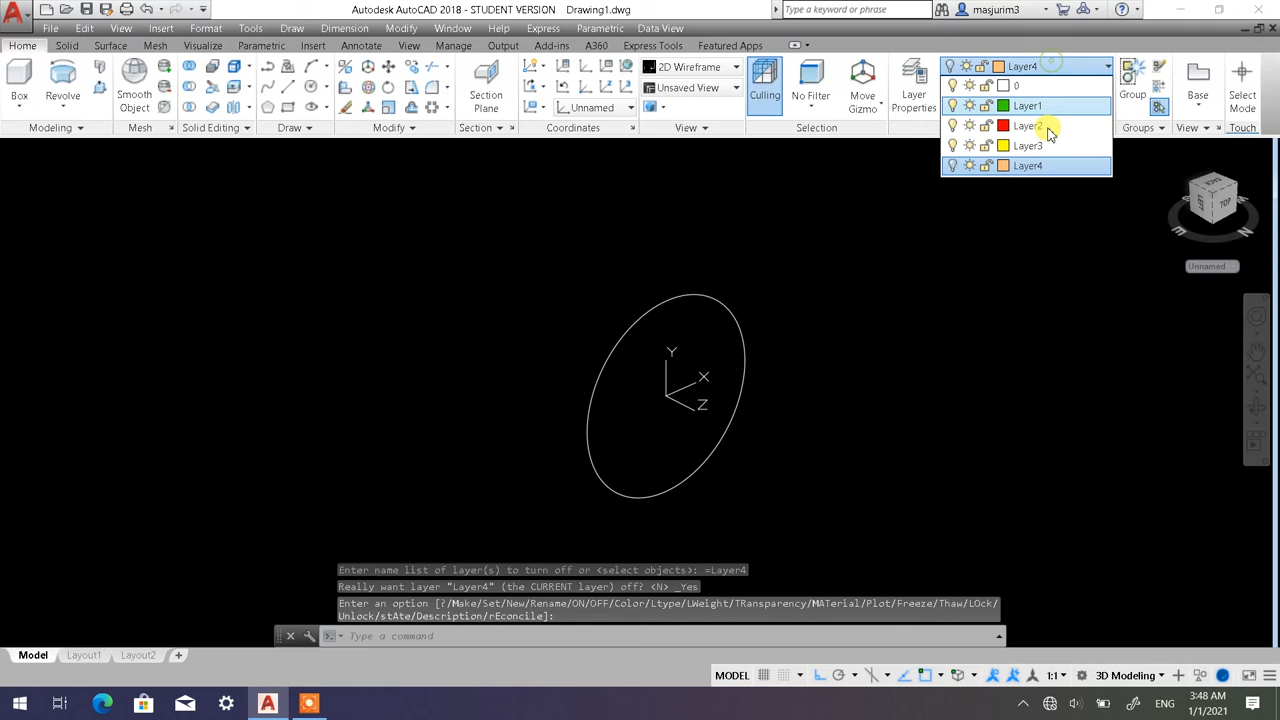 Autodesk AutoCAD 2018 - STUDENT VERSION Drawing1.dwg
Type a keyword or phrase
masjurim3
File Edit View Insert Format Tools Draw Dimension Modify Window Help Express Parametric Data View
Home Solid Surface Mesh Visualize Parametric Insert Annotate View Manage Output Add-ins A360 Express Tools Featured Apps
Box
Revolve
Smooth
Object
Section
Plane
Unnamed
2D Wireframe
Unsaved View
Culling
No Filter
Move
Gizmo
Layer
Properties
Layer4
0
Layer1
Layer2
Layer3
Layer4
Group
Base
Select
Mode
Modeling Mesh Solid Editing Draw Modify Section Coordinates View Selection Groups View Touch
BACK
LEFT
TOP
E
S
Unnamed
Y
X
Z
Enter name list of layer(s) to turn off or <select objects>: =Layer4
Really want layer "Layer4" (the CURRENT layer) off? <N> _Yes
Enter an option [?/Make/Set/New/Rename/ON/OFF/Color/Ltype/LWeight/TRansparency/MATerial/Plot/Freeze/Thaw/LOck/
Unlock/stAte/Description/rEconcile]:
Type a command
Model Layout1 Layout2
MODEL 1:1 3D Modeling
ENG
3:48 AM
1/1/2021